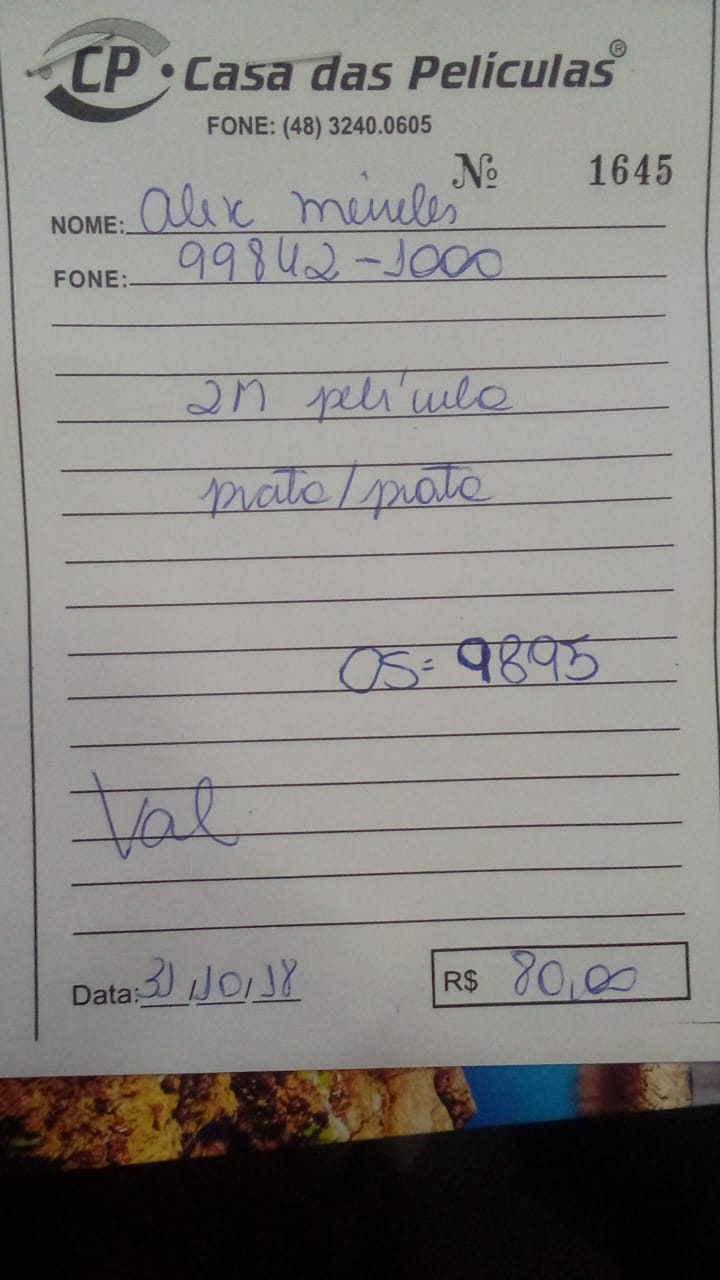 CP • Casa das Películas®
FONE: (48) 3240.0605
Nº 1645
NOME: Alex
FONE: 99842-1000
2M película
prata/prata
OS= 9895
Val
Data: 31,10,18
R$ 80,00